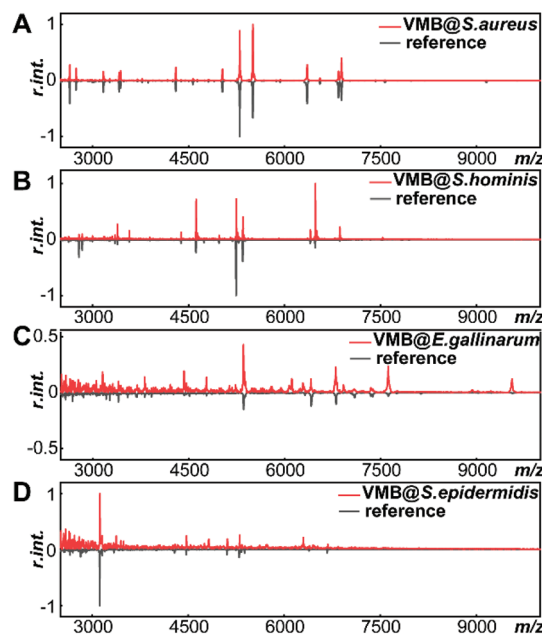 A
VMB@S.aureus
reference
1
0
-1
r.int.
3000 4500 6000 7500 9000 m/z
B
VMB@S.hominis
reference
1
0
-1
r.int.
3000 4500 6000 7500 9000 m/z
C
VMB@E.gallinarum
reference
0.5
0
-0.5
r.int.
3000 4500 6000 7500 9000 m/z
D
VMB@S.epidermidis
reference
1
0
-1
r.int.
3000 4500 6000 7500 9000 m/z